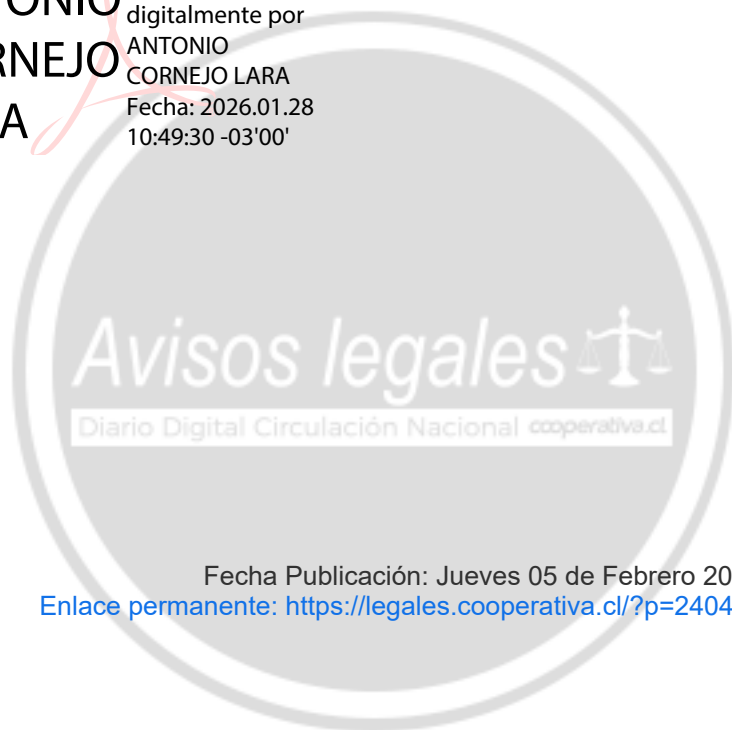 TONIO
RNEJO
A
digitalmente por
ANTONIO
CORNEJO LARA
Fecha: 2026.01.28
10:49:30 -03'00'
Avisos legales
Diario Digital Circulación Nacional cooperativa.cl
Fecha Publicación: Jueves 05 de Febrero 20
Enlace permanente: https://legales.cooperativa.cl/?p=2404